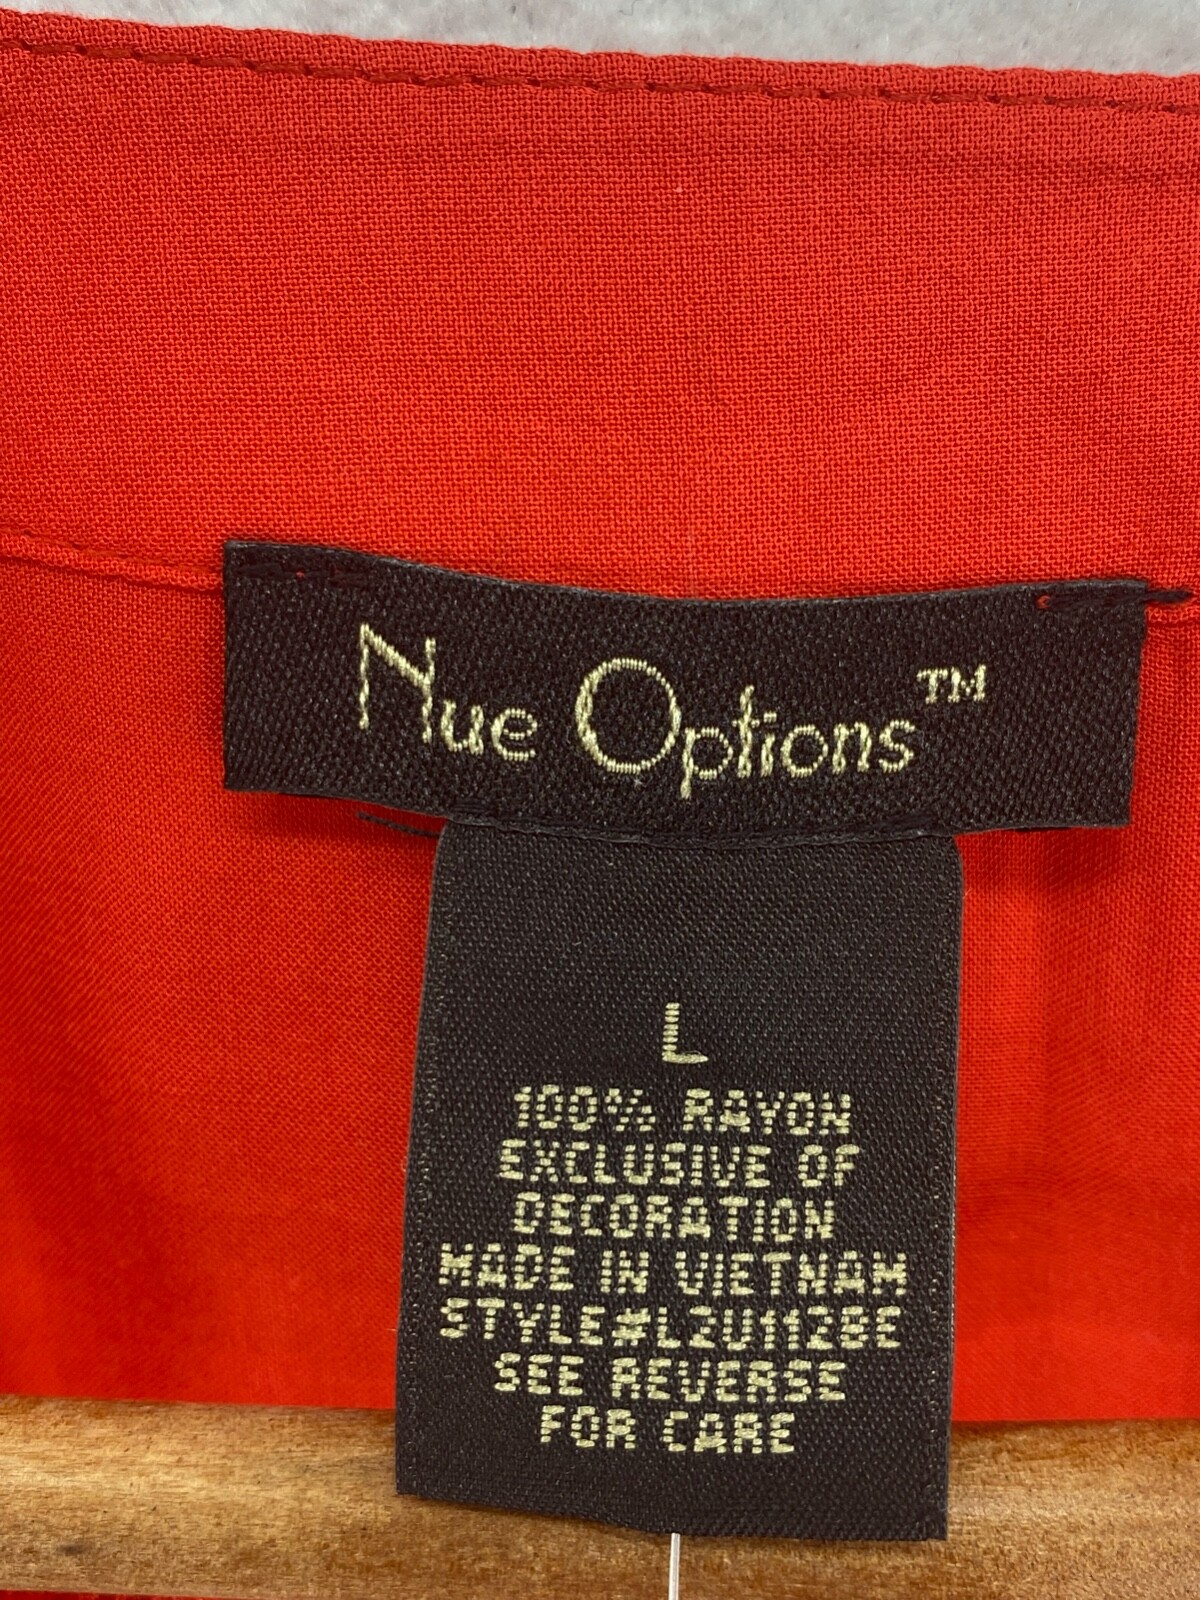 Nue Options™
L
100% RAYON
EXCLUSIVE OF
DECORATION
MADE IN VIETNAM
STYLE#L2U1128E
SEE REVERSE
FOR CARE